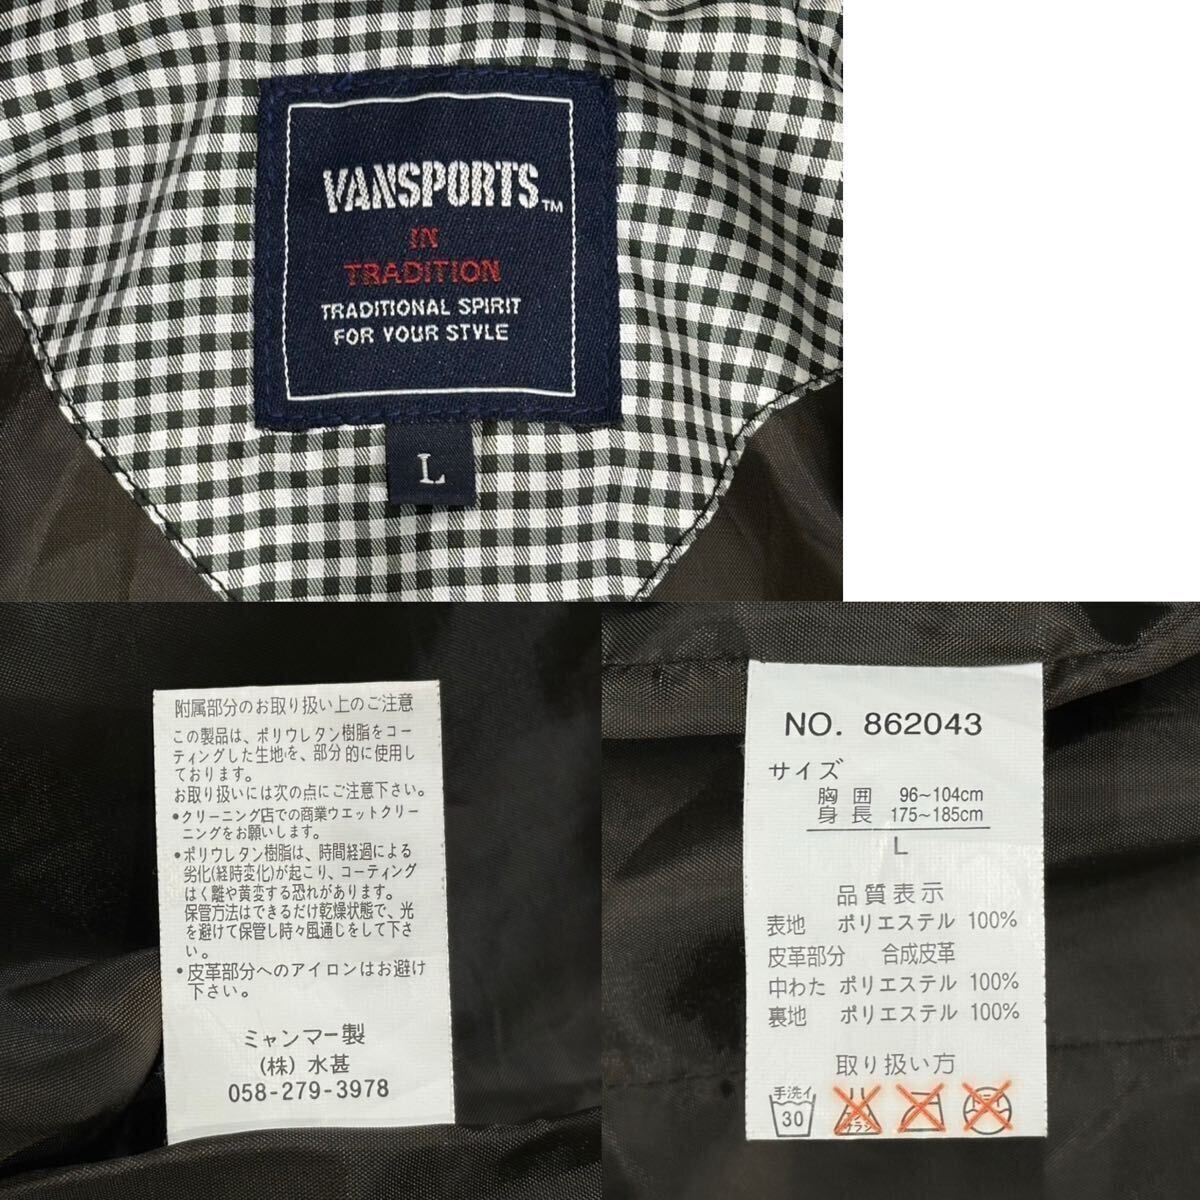 VANSPORTS™
IN
TRADITION
TRADITIONAL SPIRIT
FOR YOUR STYLE
L
附属部分のお取り扱い上のご注意
この製品は、ポリウレタン樹脂をコー
ティングした生地を、部分的に使用し
ております。
お取り扱いには次の点にご注意下さい。
•クリーニング店での商業ウエットクリー
ニングをお願いします。
•ポリウレタン樹脂は、時間経過による
劣化(経時変化)が起こり、コーティング
はく離や黄変する恐れがあります。
保管方法はできるだけ乾燥状態で、光
を避けて保管し時々風通しをして下さ
い。
•皮革部分へのアイロンはお避け
下さい。
ミャンマー製
(株) 水甚
058-279-3978
NO. 862043
サイズ
胸囲 96~104cm
身長 175~185cm
L
品質表示
表地 ポリエステル 100%
皮革部分 合成皮革
中わた ポリエステル 100%
裏地 ポリエステル 100%
取り扱い方
手洗イ
30